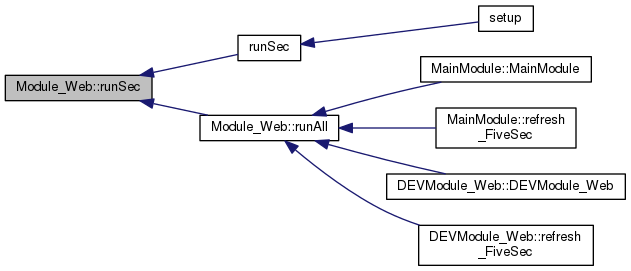 setup
runSec
MainModule::MainModule
Module_Web::runSec
MainModule::refresh
_FiveSec
Module_Web::runAll
DEVModule_Web::DEVModule_Web
DEVModule_Web::refresh
_FiveSec